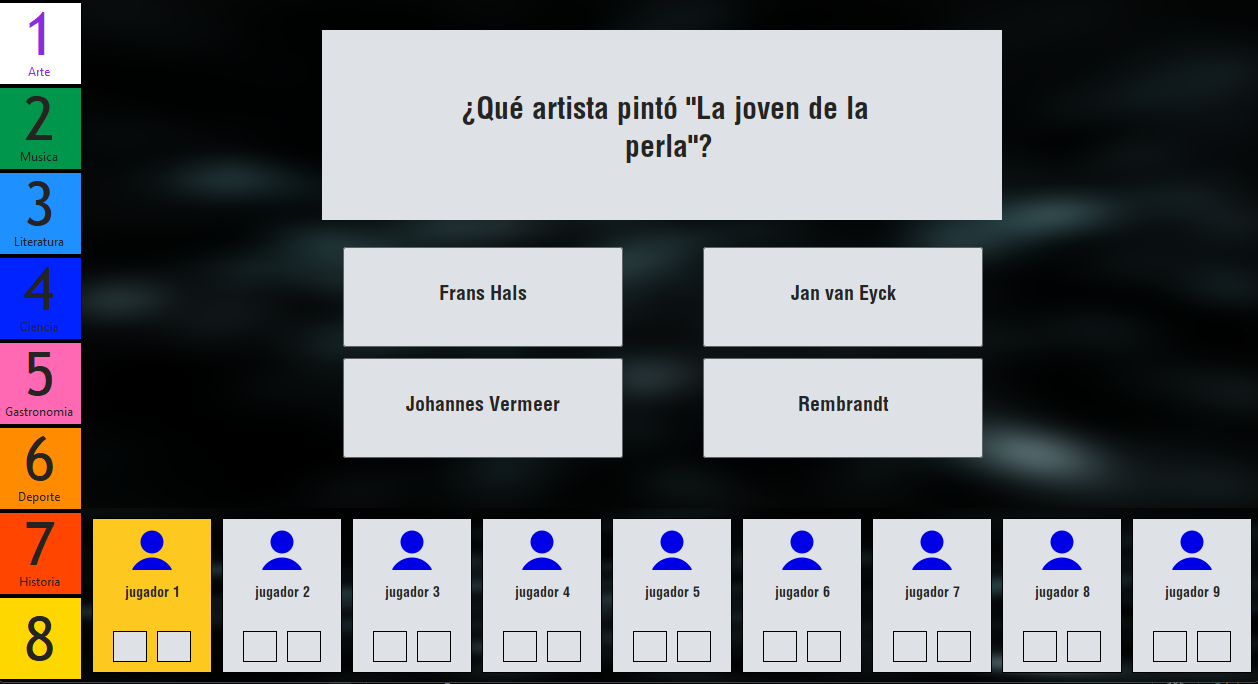 1
Arte
2
Musica
3
Literatura
4
Ciencia
5
Gastronomia
6
Deporte
7
Historia
8
¿Qué artista pintó "La joven de la
perla"?
Frans Hals
Jan van Eyck
Johannes Vermeer
Rembrandt
jugador 1
jugador 2
jugador 3
jugador 4
jugador 5
jugador 6
jugador 7
jugador 8
jugador 9